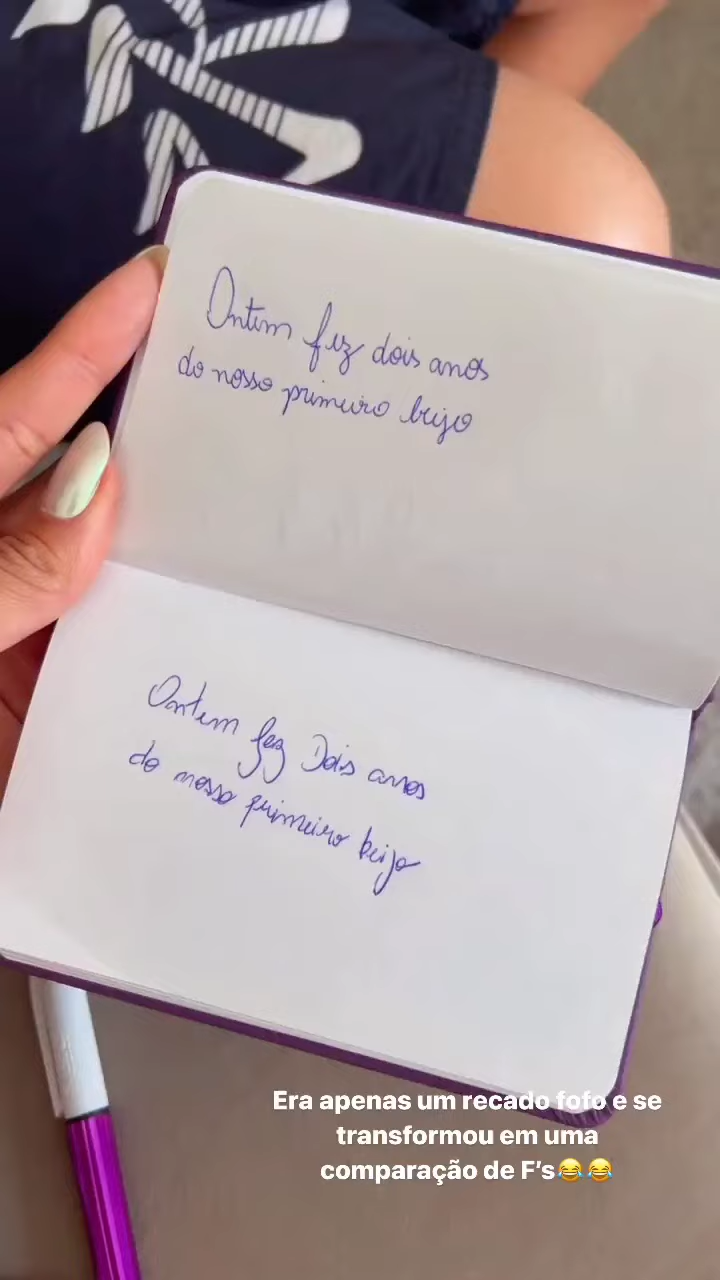 Ontem fez dois anos
do nosso primeiro beijo
Ontem fez Dois anos
do nosso primeiro beijo
Era apenas um recado fofo e se
transformou em uma
comparação de F’s😂😂